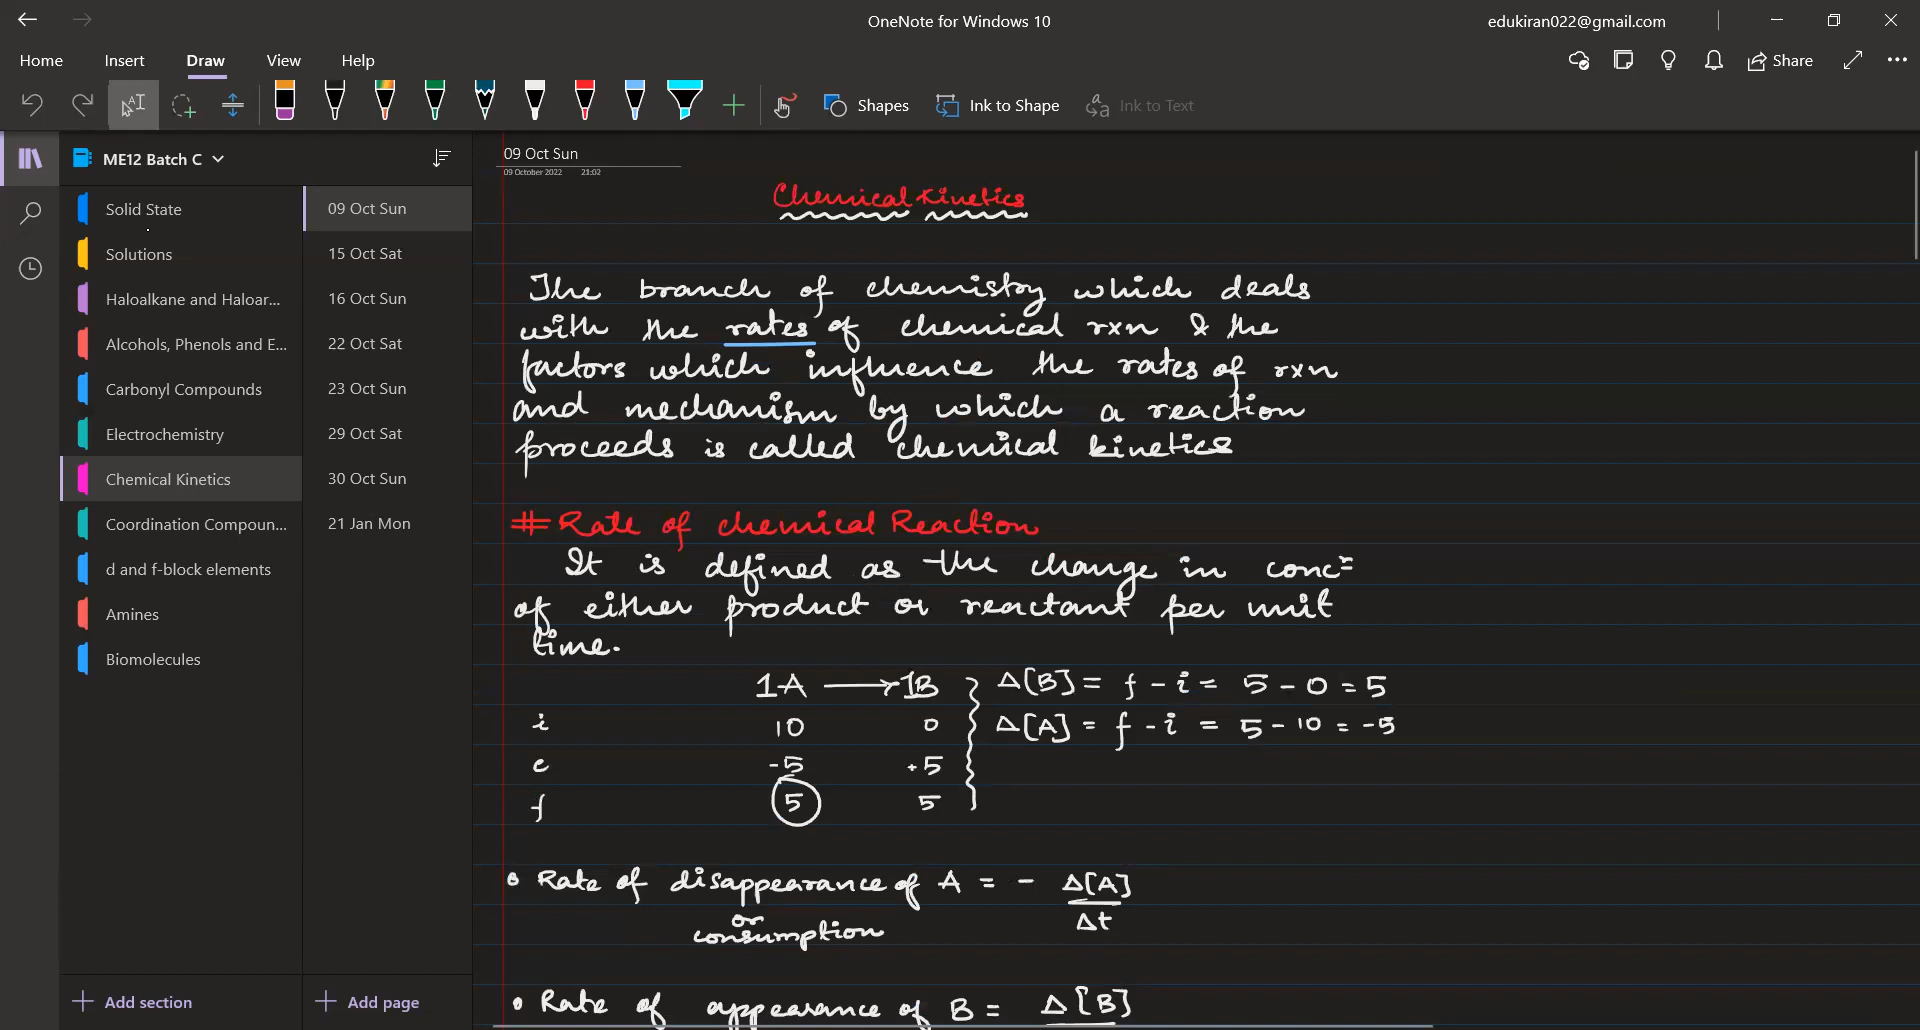 OneNote for Windows 10
edukiran022@gmail.com
Home Insert Draw View Help
Share
Shapes Ink to Shape Ink to Text
ME12 Batch C
Solid State
Solutions
Haloalkane and Haloar...
Alcohols, Phenols and E...
Carbonyl Compounds
Electrochemistry
Chemical Kinetics
Coordination Compoun...
d and f-block elements
Amines
Biomolecules
Add section
09 Oct Sun
15 Oct Sat
16 Oct Sun
22 Oct Sat
23 Oct Sun
29 Oct Sat
30 Oct Sun
21 Jan Mon
Add page
09 Oct Sun
09 October 2022 21:02
Chemical Kinetics
The branch of chemistry which deals
with the rates of chemical rxn & the
factors which influence the rates of rxn
and mechanism by which a reaction
proceeds is called chemical kinetics
# Rate of chemical Reaction
It is defined as the change in conc=
of either product or reactant per unit
time.
1A → 1B } Δ[B] = f - i = 5 - 0 = 5
i 10 0 Δ[A] = f - i = 5 - 10 = -5
c -5 +5
f 5 5
• Rate of disappearance of A = - Δ[A]
or
consumption Δt
• Rate of appearance of B = Δ[B]